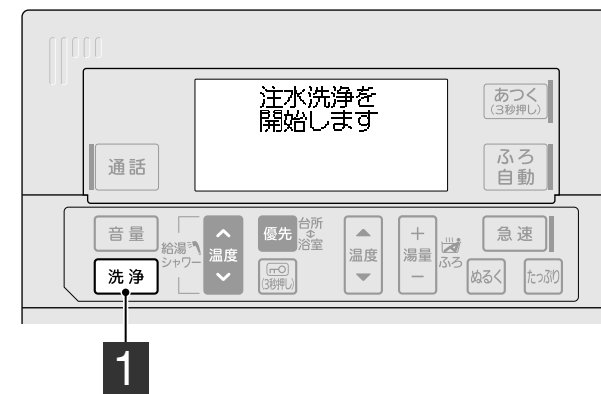 注水洗浄を
開始します
あつく
(3秒押し)
通話
ふろ
自動
音量
給湯
シャワー
温度
優先
台所
浴室
(3秒押し)
温度
＋
湯量
－
ふろ
急速
ぬるく
たっぷり
洗浄
1